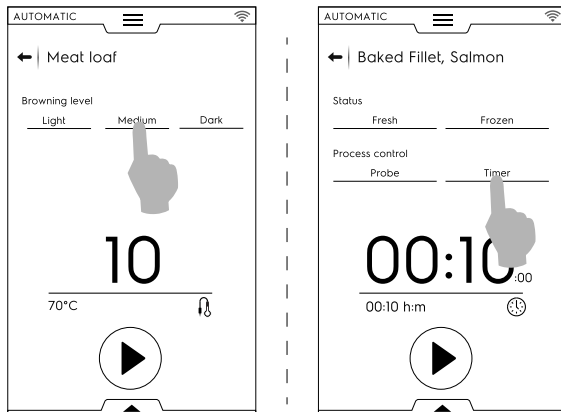 AUTOMATIC
Meat loaf
Browning level
Light Medium Dark
10
70°C
AUTOMATIC
Baked Fillet, Salmon
Status
Fresh Frozen
Process control
Probe Timer
00:10:00
00:10 h:m